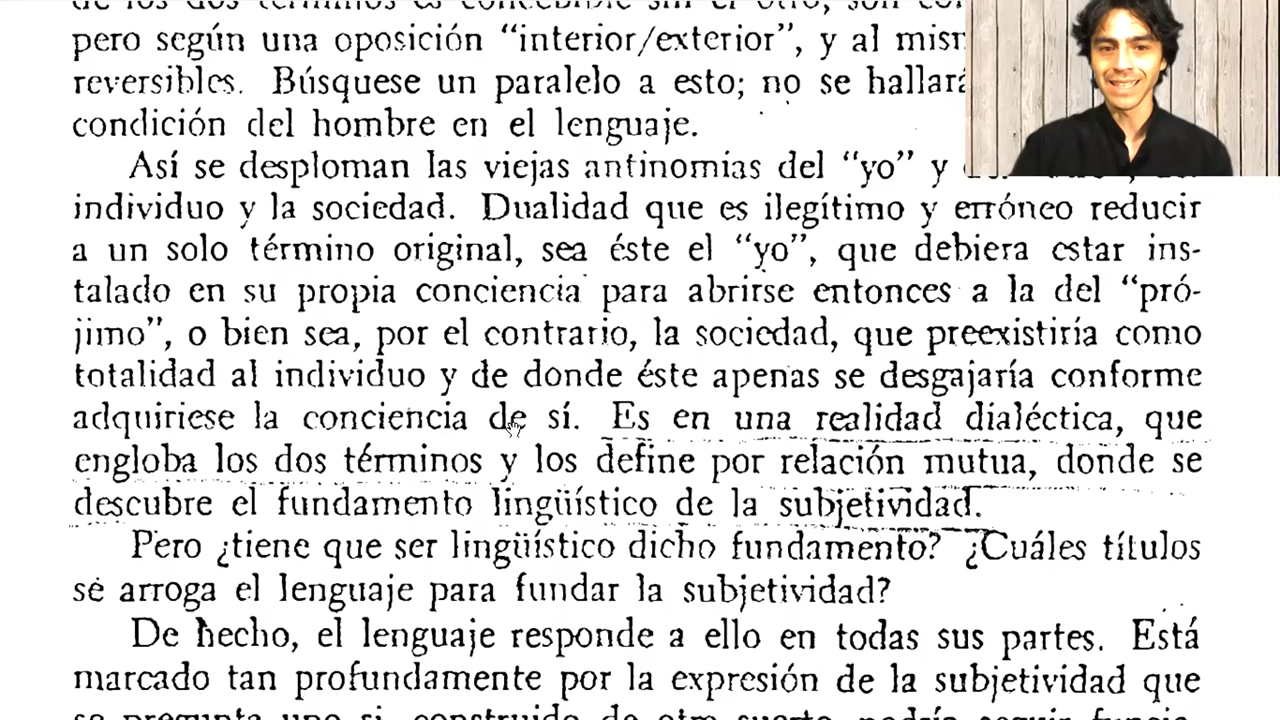 pero según una oposición “interior/exterior”, y al
reversibles. Búsquese un paralelo a esto; no se hallará
condición del hombre en el lenguaje.
Así se desploman las viejas antinomias del “yo” y
individuo y la sociedad. Dualidad que es ilegítimo y erróneo reducir
a un solo término original, sea éste el “yo”, que debiera estar ins-
talado en su propia conciencia para abrirse entonces a la del “pró-
jimo”, o bien sea, por el contrario, la sociedad, que preexistiría como
totalidad al individuo y de donde éste apenas se desgajaría conforme
adquiriese la conciencia de sí. Es en una realidad dialéctica, que
engloba los dos términos y los define por relación mutua, donde se
descubre el fundamento lingüístico de la subjetividad.
Pero ¿tiene que ser lingüístico dicho fundamento? ¿Cuáles títulos
se arroga el lenguaje para fundar la subjetividad?
De hecho, el lenguaje responde a ello en todas sus partes. Está
marcado tan profundamente por la expresión de la subjetividad que